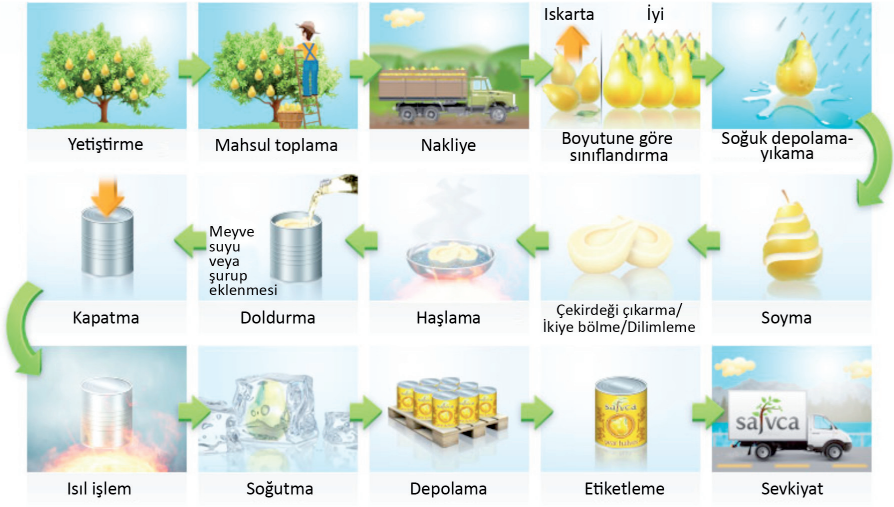 Iskarta
İyi
Yetiştirme
Mahsul toplama
Nakliye
Boyutune göre
sınıflandırma
Soğuk depolama-
yıkama
Meyve
suyu
veya
şurup
eklenmesi
Kapatma
Doldurma
Haşlama
Çekirdeği çıkarma/
İkiye bölme/Dilimleme
Soyma
safvca
safvca
Isıl işlem
Soğutma
Depolama
Etiketleme
Sevkiyat